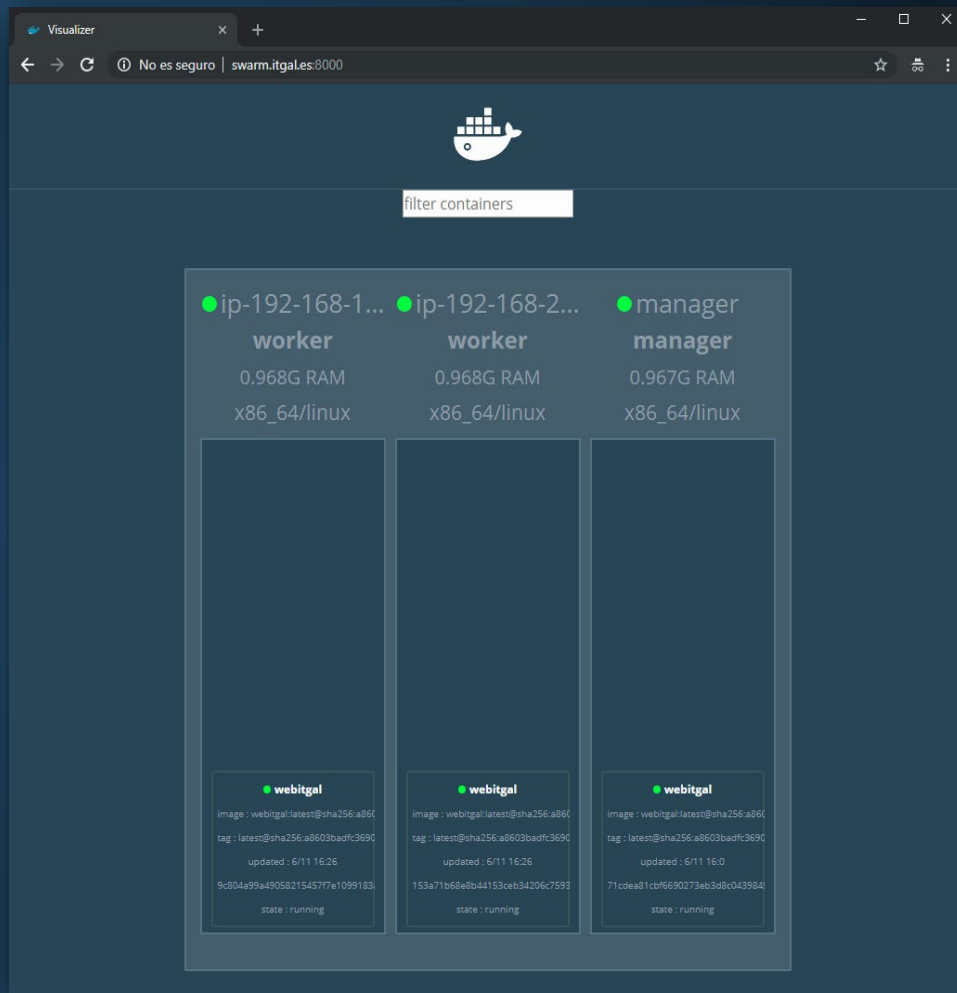 Visualizer
No es seguro | swarm.itgal.es:8000
filter containers
ip-192-168-1...
worker
0.968G RAM
x86_64/linux
ip-192-168-2...
worker
0.968G RAM
x86_64/linux
manager
manager
0.967G RAM
x86_64/linux
webitgal
image : webitgal:latest@sha256:a860
tag : latest@sha256:a8603badfc3690
updated : 6/11 16:26
9c804a99a49058215457f7e1099183
state : running
webitgal
image : webitgal:latest@sha256:a860
tag : latest@sha256:a8603badfc3690
updated : 6/11 16:26
153a71b68e8b44153ceb34206c7593
state : running
webitgal
image : webitgal:latest@sha256:a860
tag : latest@sha256:a8603badfc3690
updated : 6/11 16:0
71cdea81cbf6690273eb3d8c043984
state : running